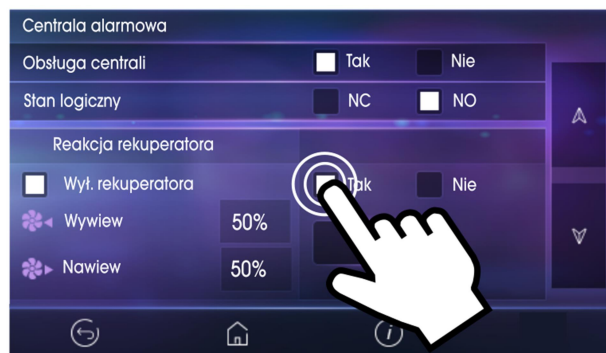 Centrala alarmowa
Obsługa centrali Tak Nie
Stan logiczny NC NO
Reakcja rekuperatora
Wył. rekuperatora Tak Nie
Wywiew 50%
Nawiew 50%
i